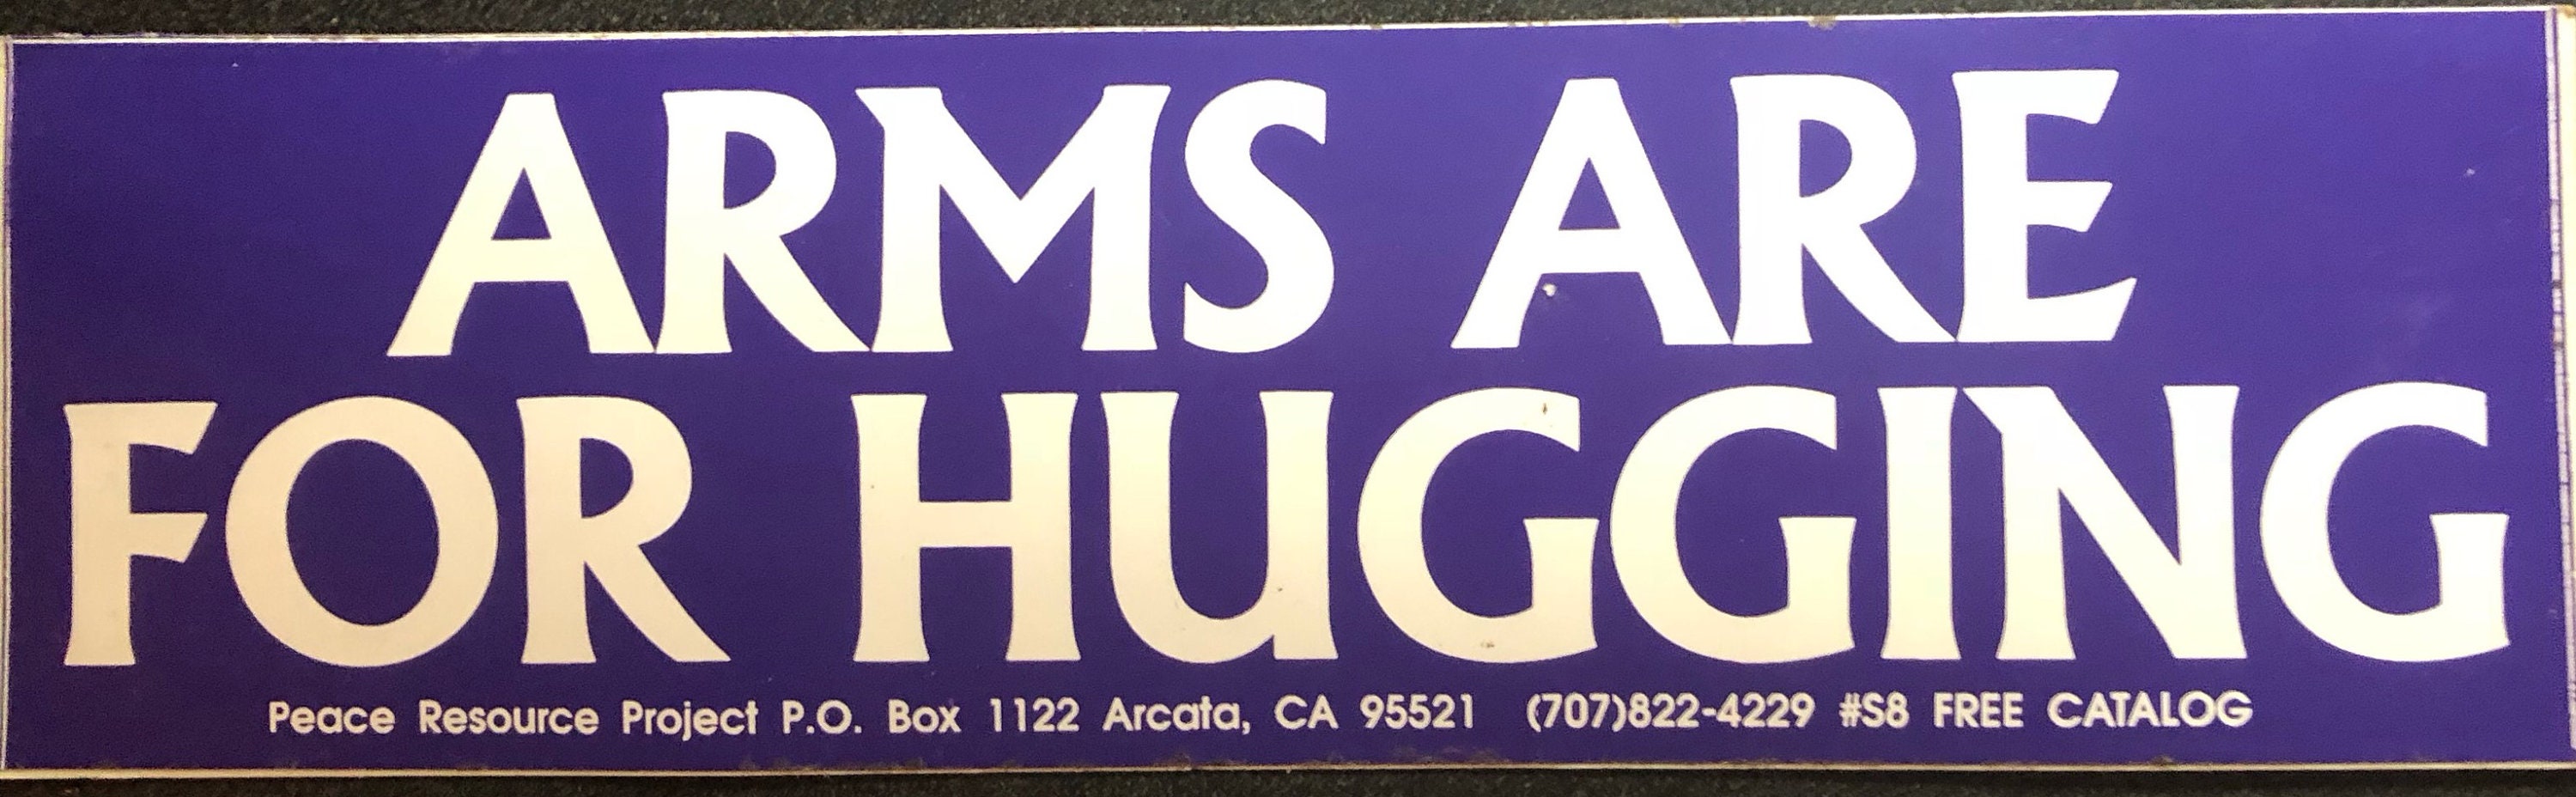 ARMS ARE
FOR HUGGING
Peace Resource Project P.O. Box 1122 Arcata, CA 95521 (707)822-4229 #S8 FREE CATALOG